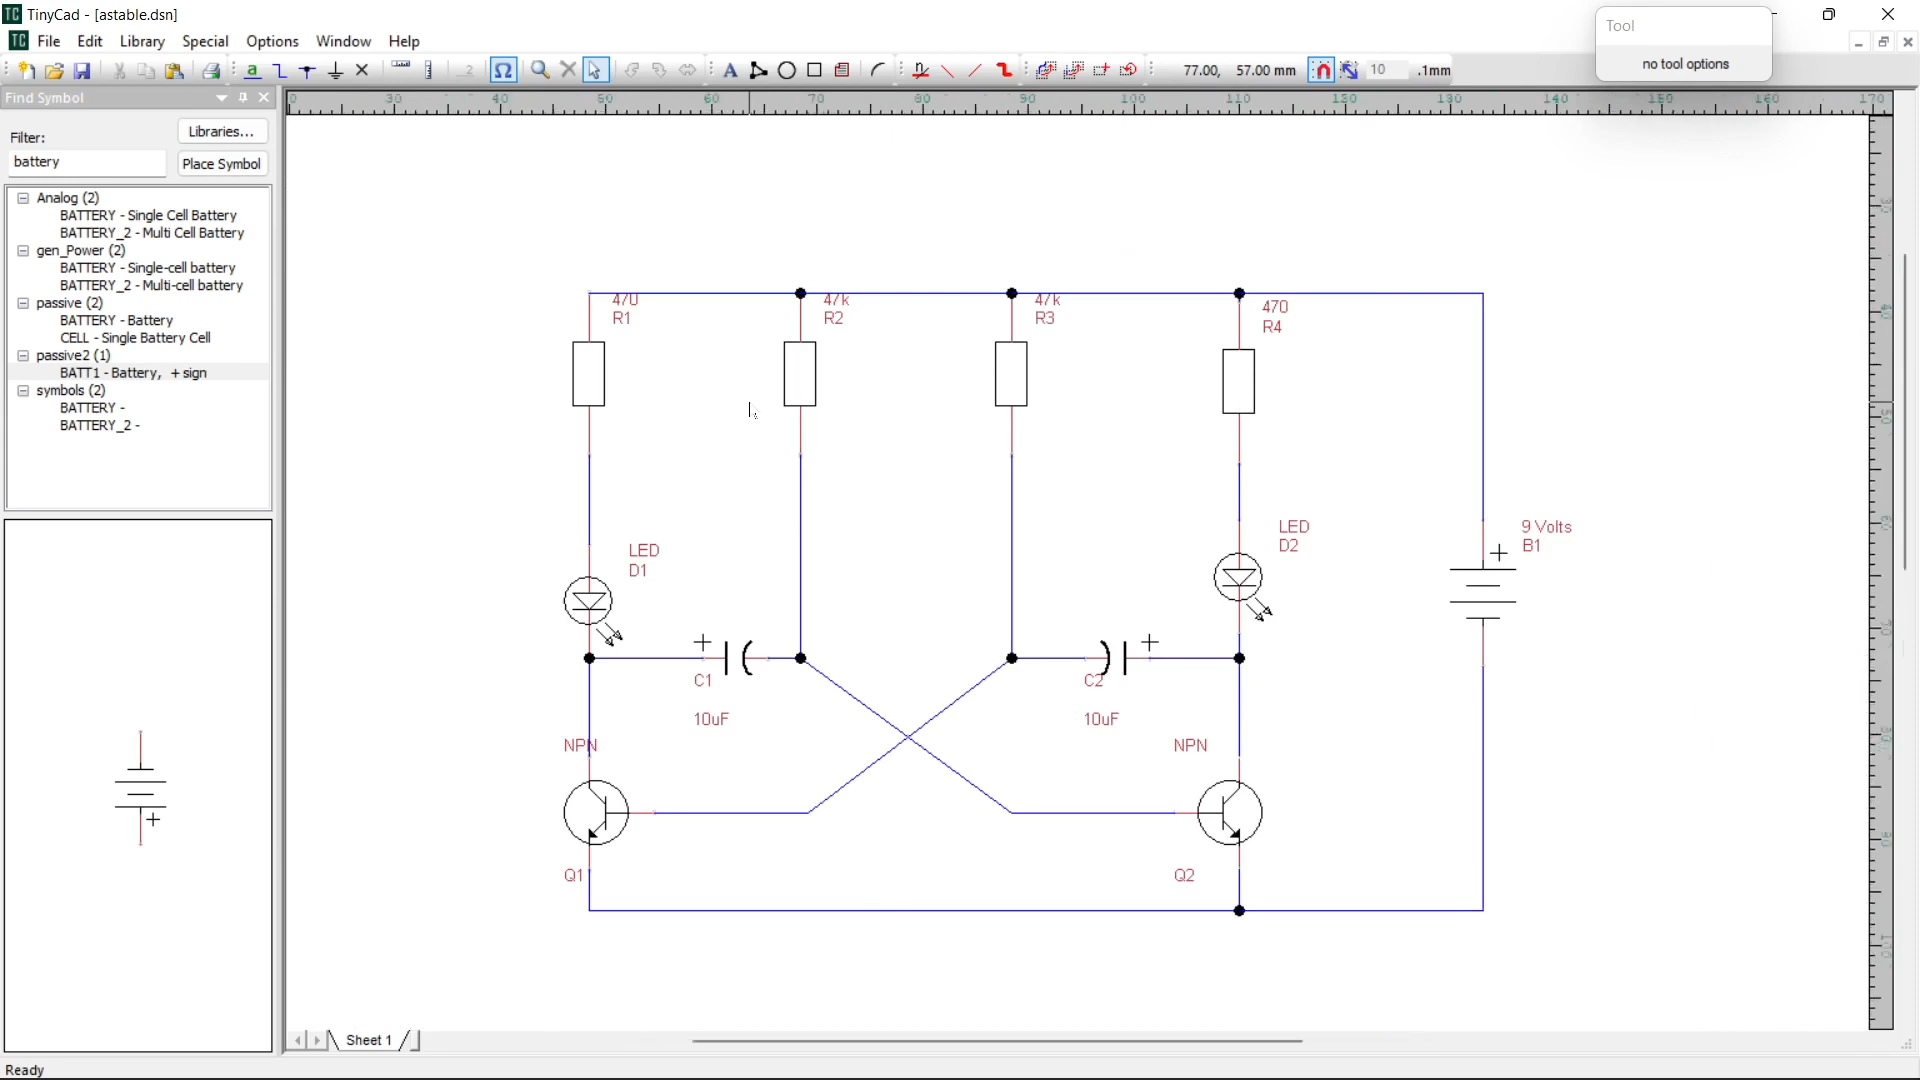 TC TinyCad - [astable.dsn]
Tool
TC File Edit Library Special Options Window Help
no tool options
77.00, 57.00 mm 10 .1mm
Find Symbol
Filter:
Libraries...
battery
Place Symbol
Analog (2)
BATTERY - Single Cell Battery
BATTERY_2 - Multi Cell Battery
gen_Power (2)
BATTERY - Single-cell battery
BATTERY_2 - Multi-cell battery
passive (2)
BATTERY - Battery
CELL - Single Battery Cell
passive2 (1)
BATT1 - Battery, + sign
symbols (2)
BATTERY -
BATTERY_2 -
470
R1
47k
R2
47k
R3
470
R4
LED
D1
LED
D2
9 Volts
B1
+
+
+
C1
10uF
C2
10uF
NPN
NPN
Q1
Q2
+
Sheet 1
Ready